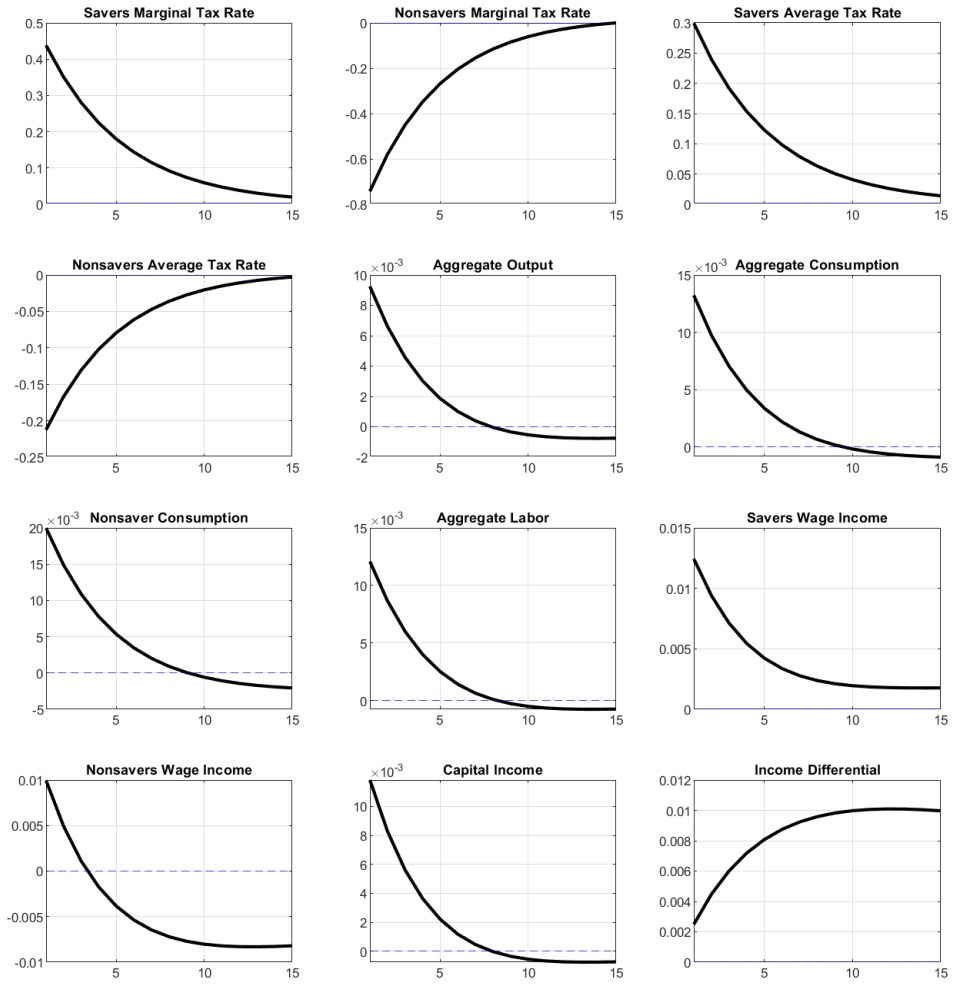 Savers Marginal Tax Rate
0.5
0.4
0.3
0.2
0.1
0
5 10 15
Nonsavers Marginal Tax Rate
0
-0.2
-0.4
-0.6
-0.8
5 10 15
Savers Average Tax Rate
0.3
0.25
0.2
0.15
0.1
0.05
0
5 10 15
Nonsavers Average Tax Rate
0
-0.05
-0.1
-0.15
-0.2
-0.25
5 10 15
×10-3 Aggregate Output
10
8
6
4
2
0
-2
5 10 15
×10-3 Aggregate Consumption
15
10
5
0
5 10 15
×10-3 Nonsaver Consumption
20
15
10
5
0
-5
5 10 15
×10-3 Aggregate Labor
15
10
5
0
5 10 15
Savers Wage Income
0.015
0.01
0.005
0
5 10 15
Nonsavers Wage Income
0.01
0.005
0
-0.005
-0.01
5 10 15
×10-3 Capital Income
10
8
6
4
2
0
5 10 15
Income Differential
0.012
0.01
0.008
0.006
0.004
0.002
0
5 10 15